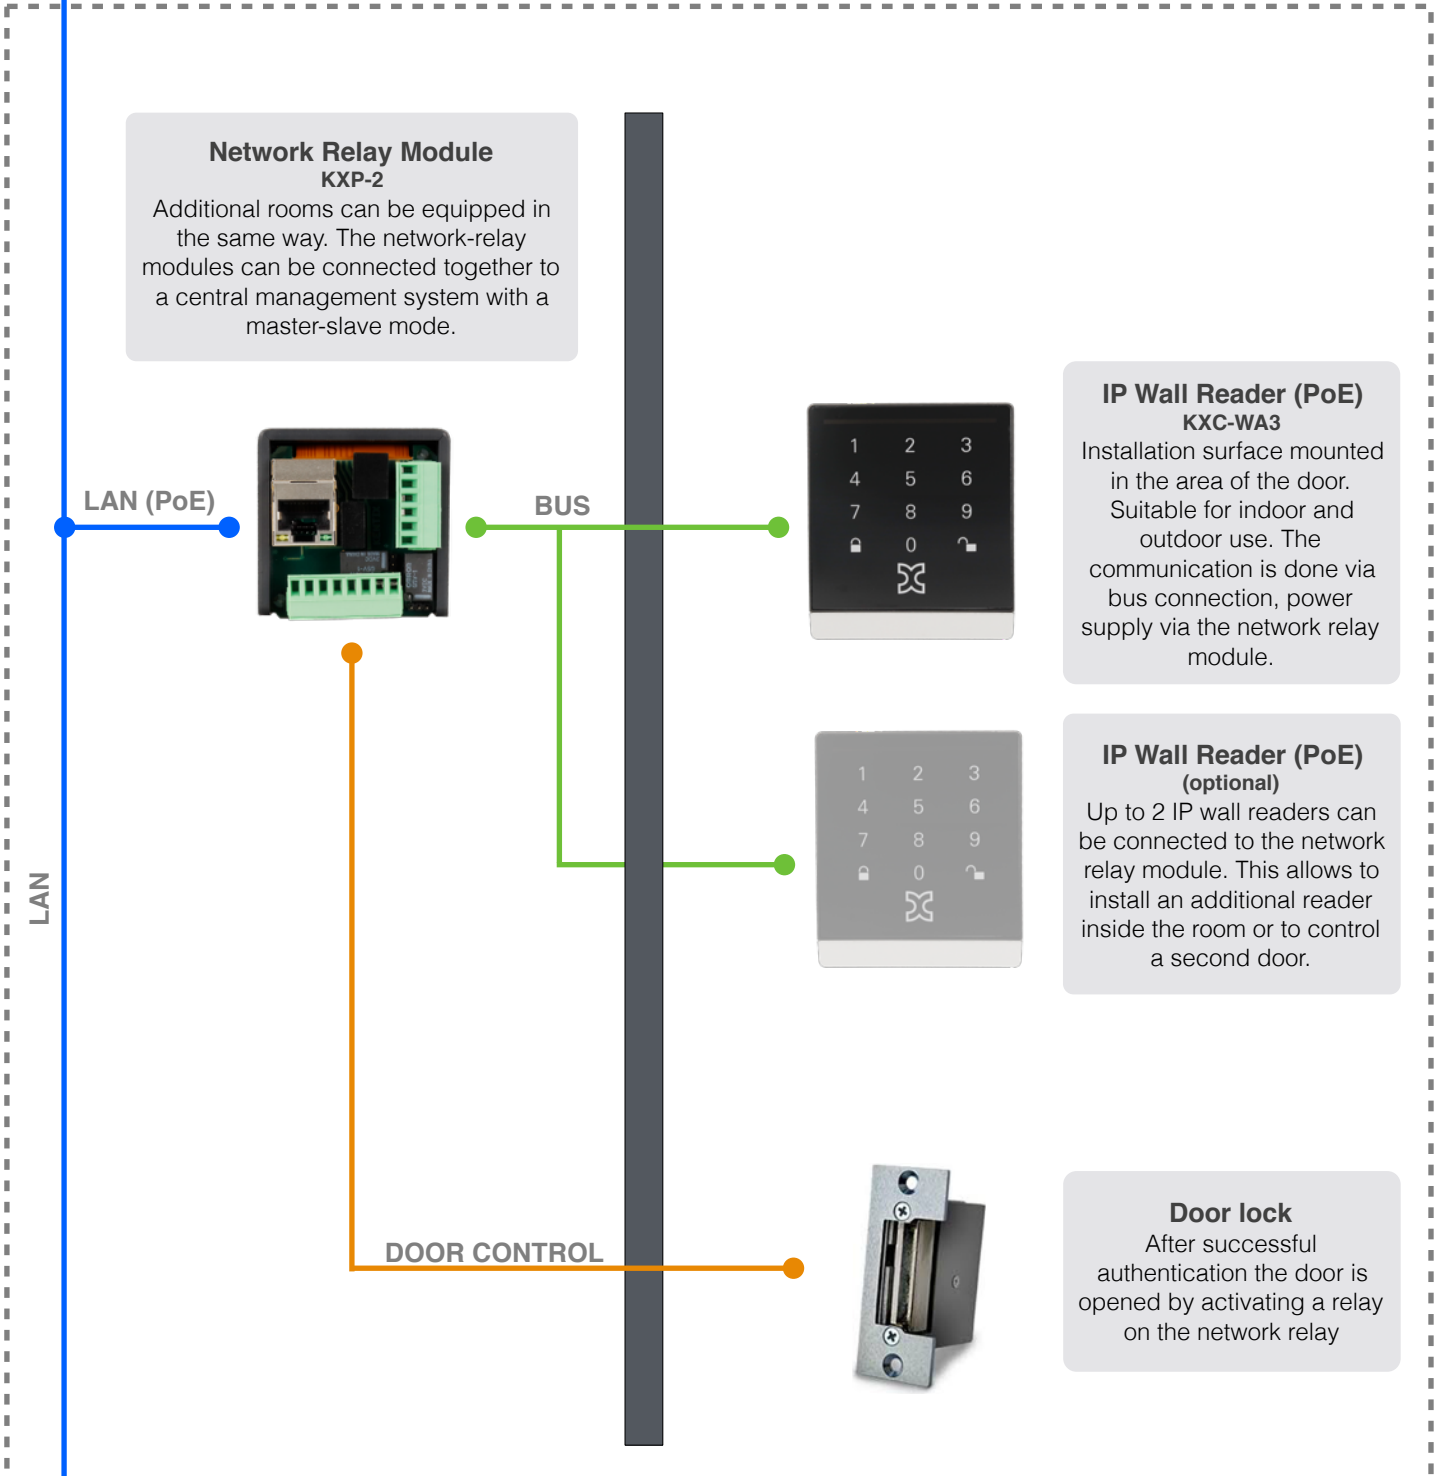 Network Relay Module
KXP-2
Additional rooms can be equipped in
the same way. The network-relay
modules can be connected together to
a central management system with a
master-slave mode.
LAN (PoE)
BUS
1 2 3
4 5 6
7 8 9
0
IP Wall Reader (PoE)
KXC-WA3
Installation surface mounted
in the area of the door.
Suitable for indoor and
outdoor use. The
communication is done via
bus connection, power
supply via the network relay
module.
1 2 3
4 5 6
7 8 9
0
IP Wall Reader (PoE)
(optional)
Up to 2 IP wall readers can
be connected to the network
relay module. This allows to
install an additional reader
inside the room or to control
a second door.
LAN
DOOR CONTROL
Door lock
After successful
authentication the door is
opened by activating a relay
on the network relay